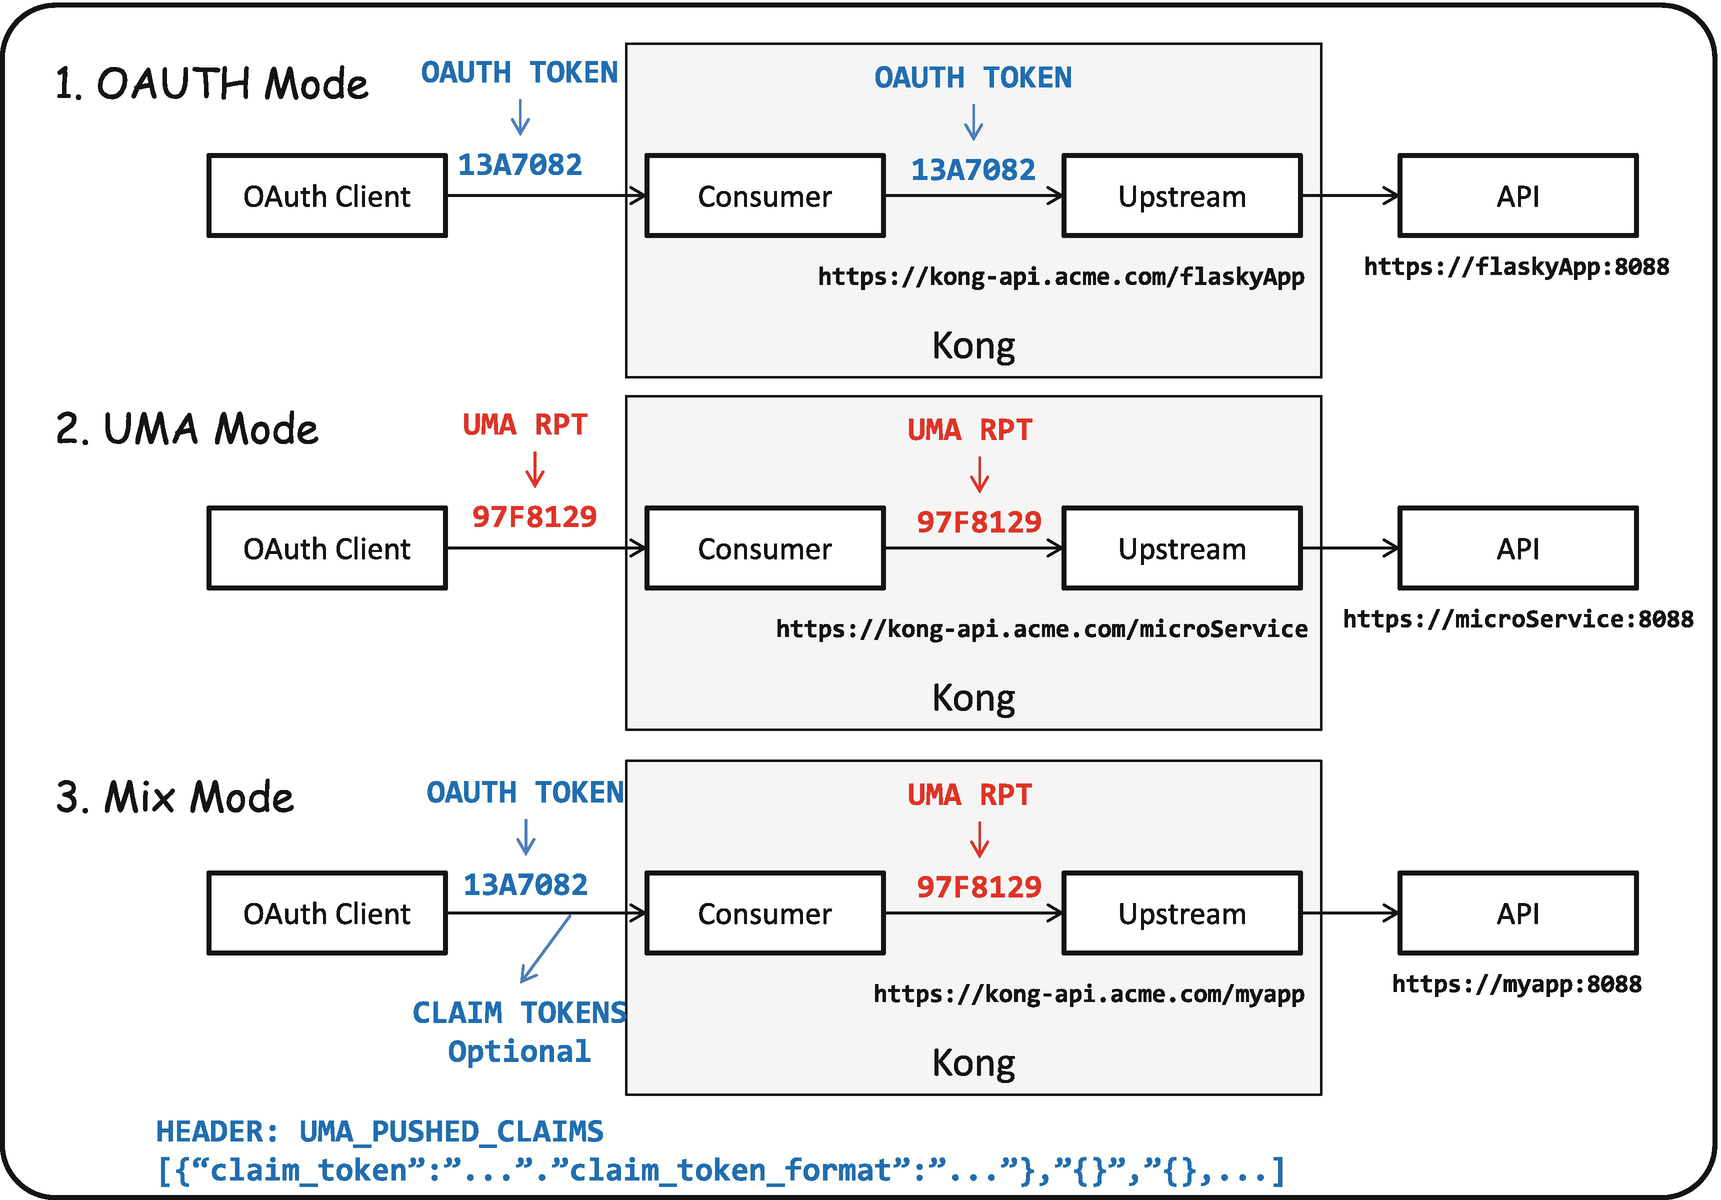 1. OAUTH Mode
OAUTH TOKEN
OAUTH TOKEN
13A7082
13A7082
OAuth Client
Consumer
Upstream
API
https://kong-api.acme.com/flaskyApp
https://flaskyApp:8088
Kong
2. UMA Mode
UMA RPT
UMA RPT
97F8129
97F8129
OAuth Client
Consumer
Upstream
API
https://kong-api.acme.com/microService
https://microService:8088
Kong
3. Mix Mode
OAUTH TOKEN
UMA RPT
13A7082
97F8129
OAuth Client
Consumer
Upstream
API
https://kong-api.acme.com/myapp
https://myapp:8088
CLAIM TOKENS
Optional
Kong
HEADER: UMA_PUSHED_CLAIMS
[{“claim_token”:”...”.”claim_token_format”:”...”},”{}”,”{},...]